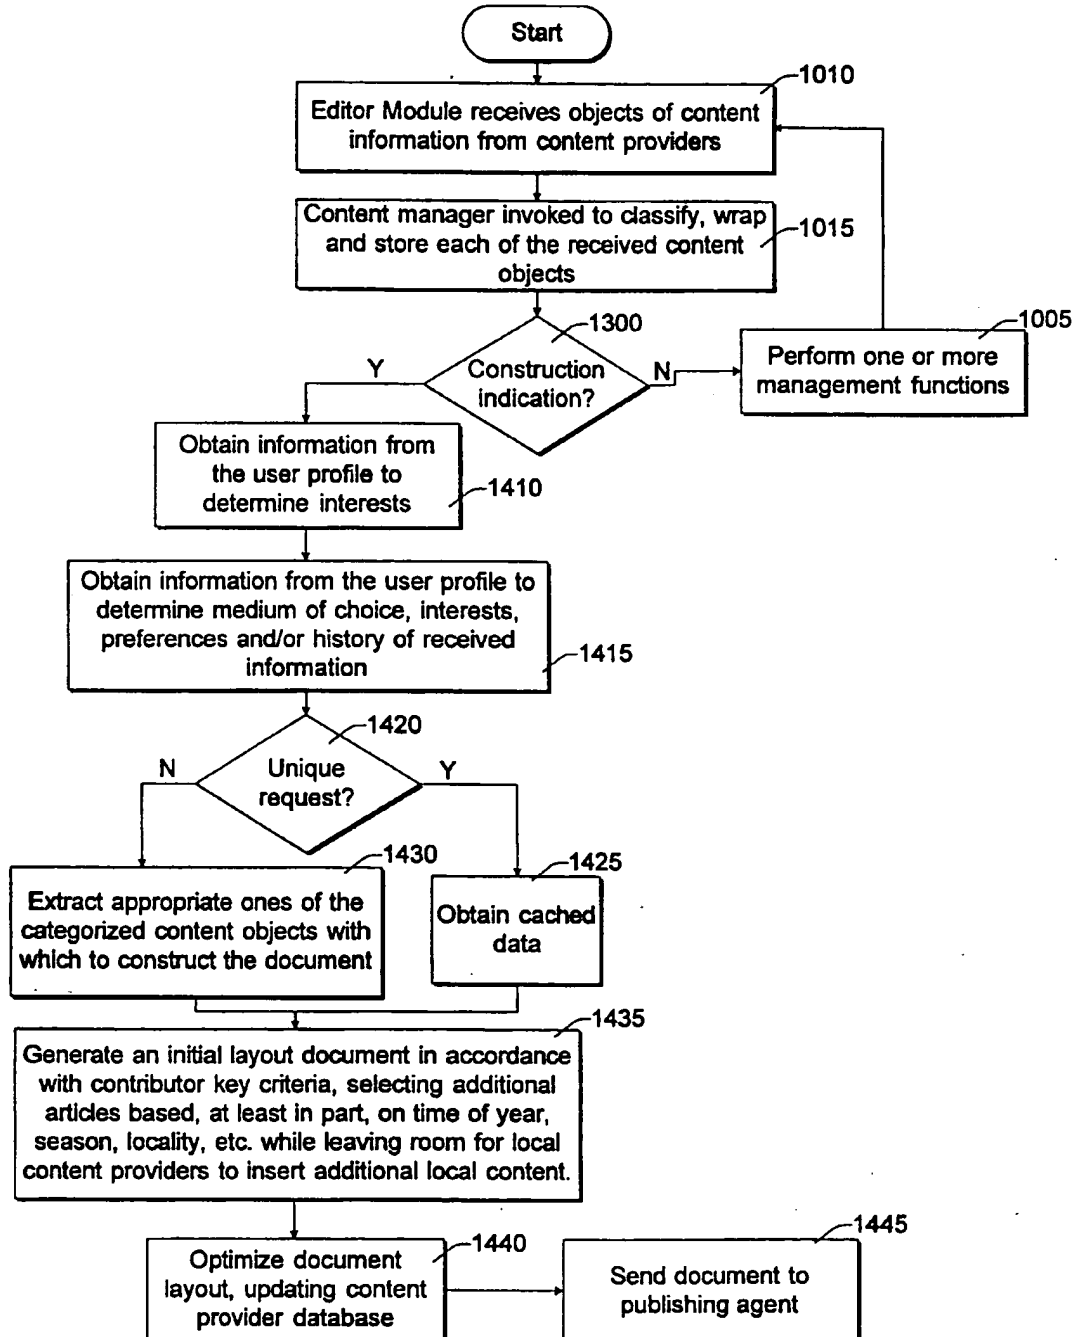 Start
1010
Editor Module receives objects of content
information from content providers
Content manager invoked to classify, wrap
and store each of the received content
objects
1015
1300
Construction
indication?
Y
N
1005
Perform one or more
management functions
Obtain information from
the user profile to
determine interests
1410
Obtain information from the user profile to
determine medium of choice, interests,
preferences and/or history of received
information
1415
1420
Unique
request?
N
Y
1430
Extract appropriate ones of the
categorized content objects with
which to construct the document
1425
Obtain cached
data
1435
Generate an initial layout document in accordance
with contributor key criteria, selecting additional
articles based, at least in part, on time of year,
season, locality, etc. while leaving room for local
content providers to insert additional local content.
1440
Optimize document
layout, updating content
provider database
1445
Send document to
publishing agent